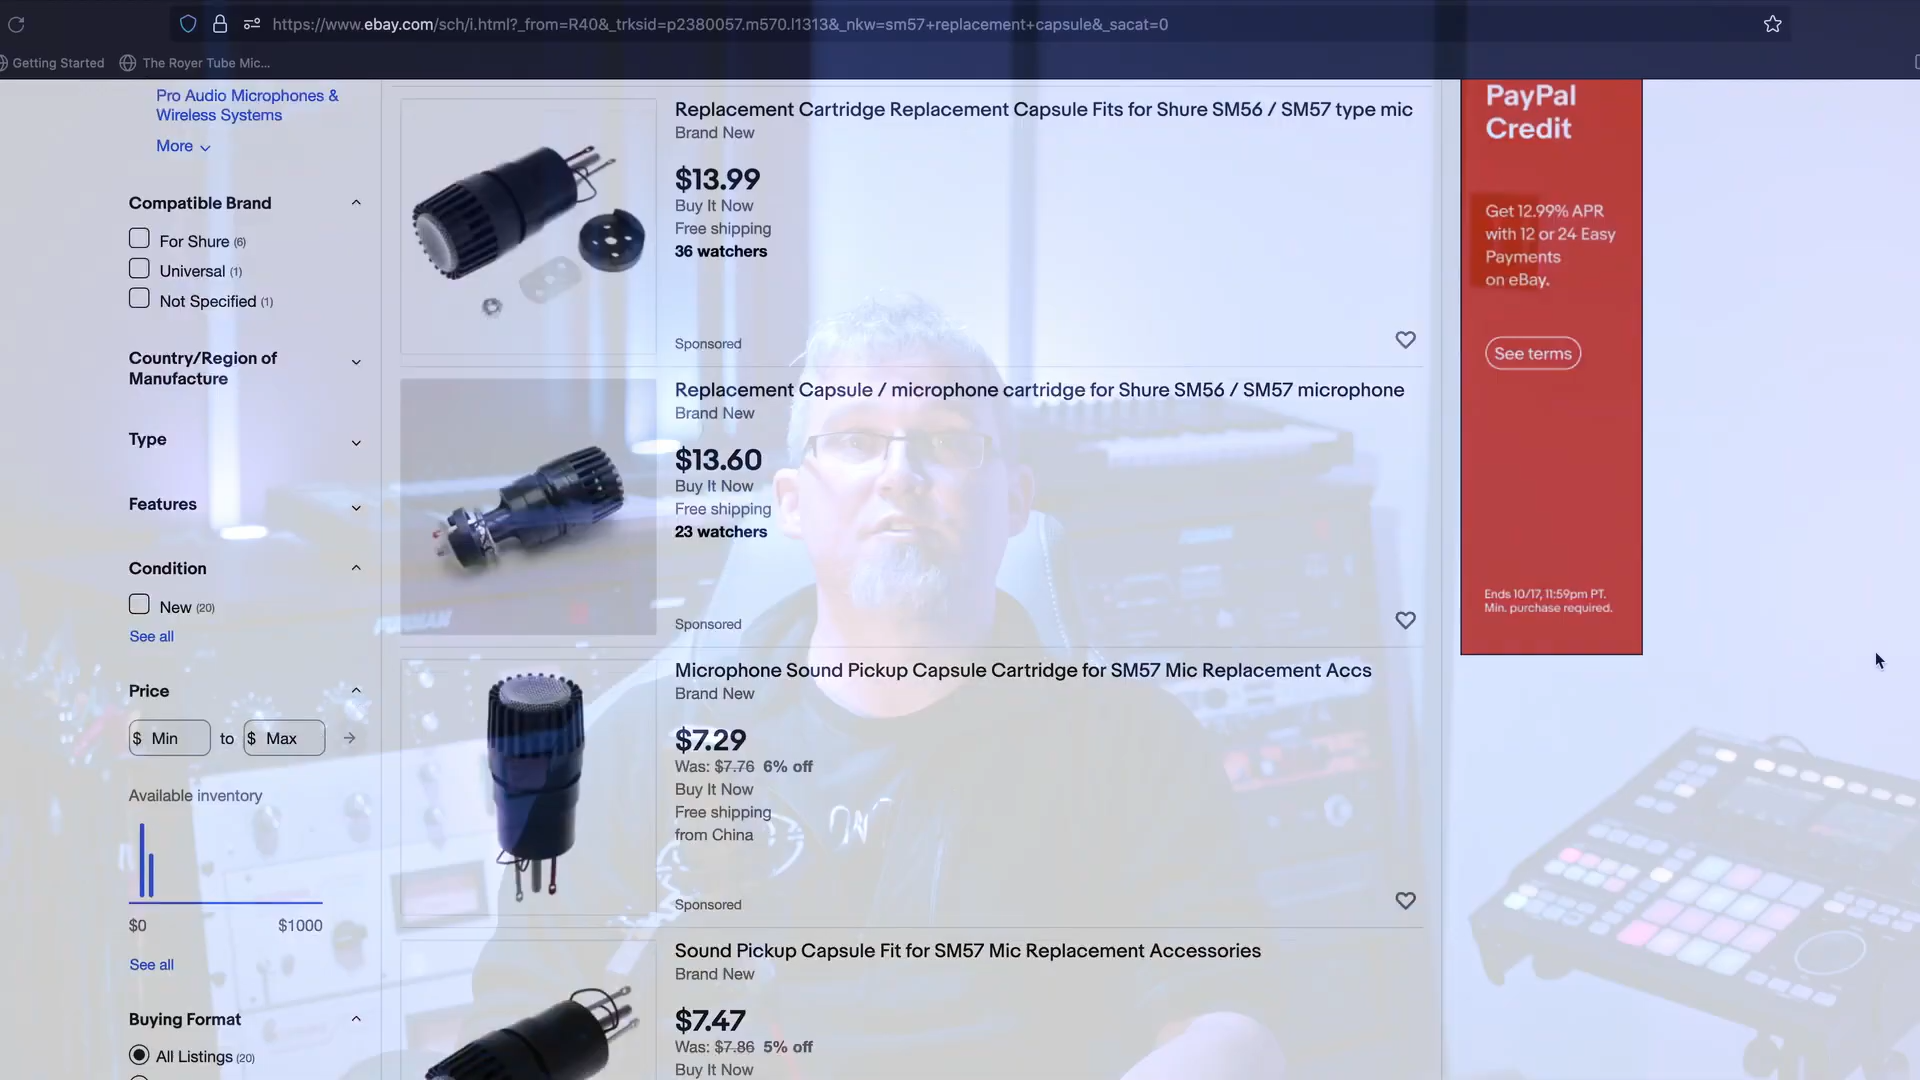 https://www.ebay.com/sch/i.html?_from=R40&_trksid=p2380057.m570.l1313&_nkw=sm57+replacement+capsule&_sacat=0
Getting Started
The Royer Tube Mic...
Pro Audio Microphones &
Wireless Systems
More
Compatible Brand
For Shure (6)
Universal (1)
Not Specified (1)
Country/Region of
Manufacture
Type
Features
Condition
New (20)
See all
Price
$ Min to $ Max
Available inventory
$0 $1000
See all
Buying Format
All Listings (20)
Replacement Cartridge Replacement Capsule Fits for Shure SM56 / SM57 type mic
Brand New
$13.99
Buy It Now
Free shipping
36 watchers
Sponsored
Replacement Capsule / microphone cartridge for Shure SM56 / SM57 microphone
Brand New
$13.60
Buy It Now
Free shipping
23 watchers
Sponsored
Microphone Sound Pickup Capsule Cartridge for SM57 Mic Replacement Accs
Brand New
$7.29
Was: $7.76 6% off
Buy It Now
Free shipping
from China
Sponsored
Sound Pickup Capsule Fit for SM57 Mic Replacement Accessories
Brand New
$7.47
Was: $7.86 5% off
Buy It Now
PayPal
Credit
Get 12.99% APR
with 12 or 24 Easy
Payments
on eBay.
See terms
Ends 10/17, 11:59pm PT.
Min. purchase required.